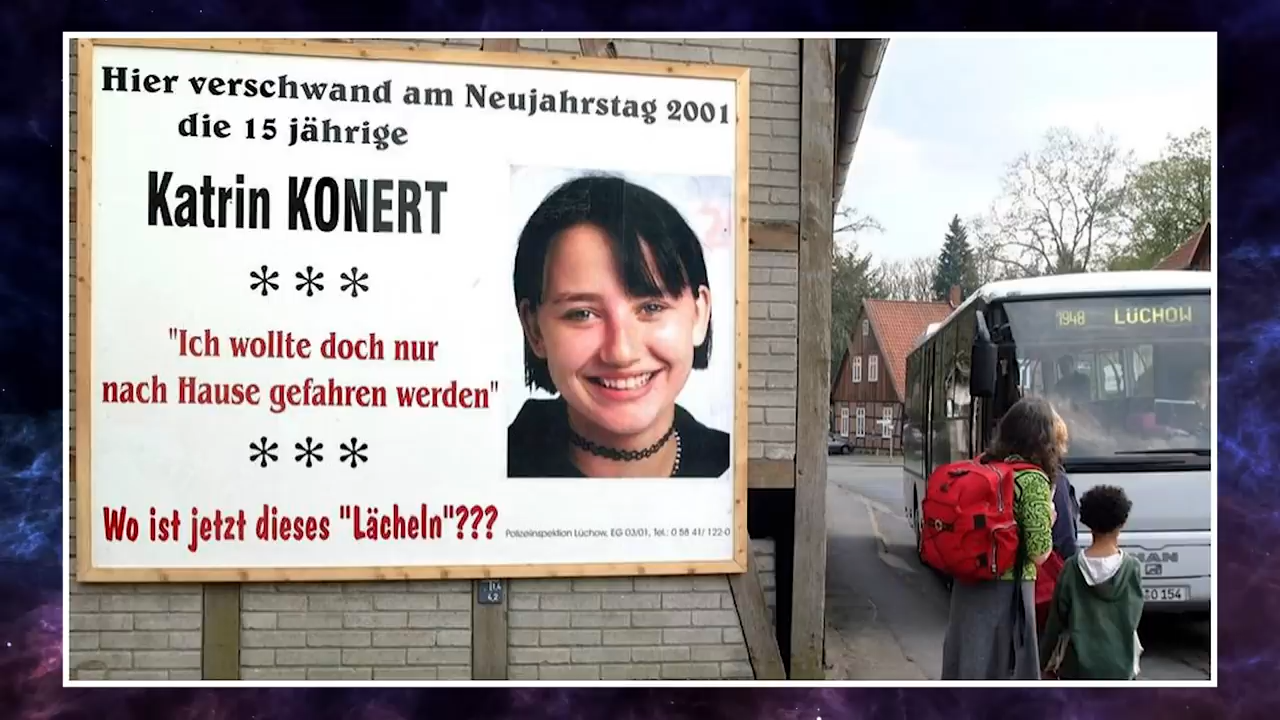 Hier verschwand am Neujahrstag 2001
die 15 jährige
Katrin KONERT
* * *
"Ich wollte doch nur
nach Hause gefahren werden"
* * *
Wo ist jetzt dieses "Lächeln"???
Polizeiinspektion Lüchow, EG 03/01, Tel.: 0 58 41/ 122-0
1948 LÜCHOW
MAN
O 154